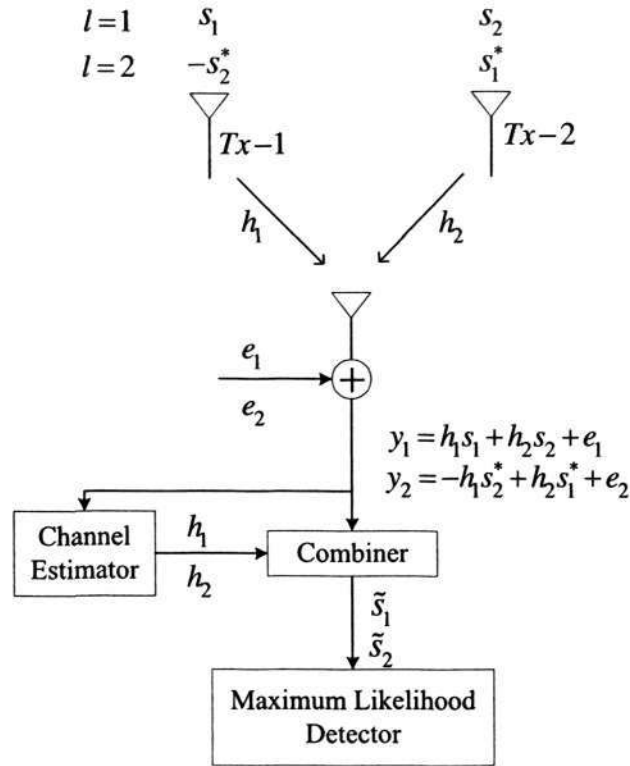 l=1 s₁ s₂
l=2 −s₂* s₁*
Tx−1 Tx−2
h₁ h₂
e₁
+
e₂
y₁ = h₁s₁ + h₂s₂ + e₁
y₂ = −h₁s₂* + h₂s₁* + e₂
Channel
Estimator
h₁
h₂
Combiner
s̃₁
s̃₂
Maximum Likelihood
Detector